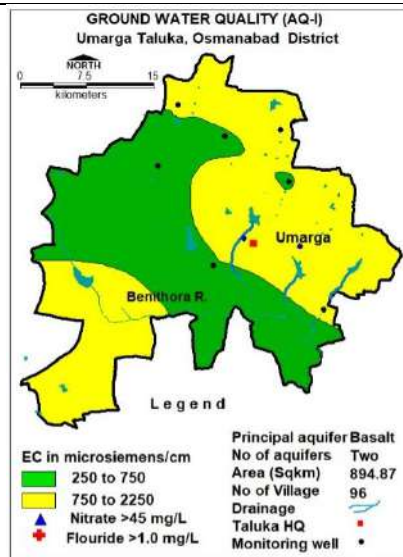 GROUND WATER QUALITY (AQ-I)
Umarga Taluka, Osmanabad District
NORTH
0 7.5 15
kilometers
Umarga
Benithora R.
Legend
EC in microsiemens/cm
250 to 750
750 to 2250
Nitrate >45 mg/L
Flouride >1.0 mg/L
Principal aquifer Basalt
No of aquifers Two
Area (Sqkm) 894.87
No of Village 96
Drainage
Taluka HQ
Monitoring well